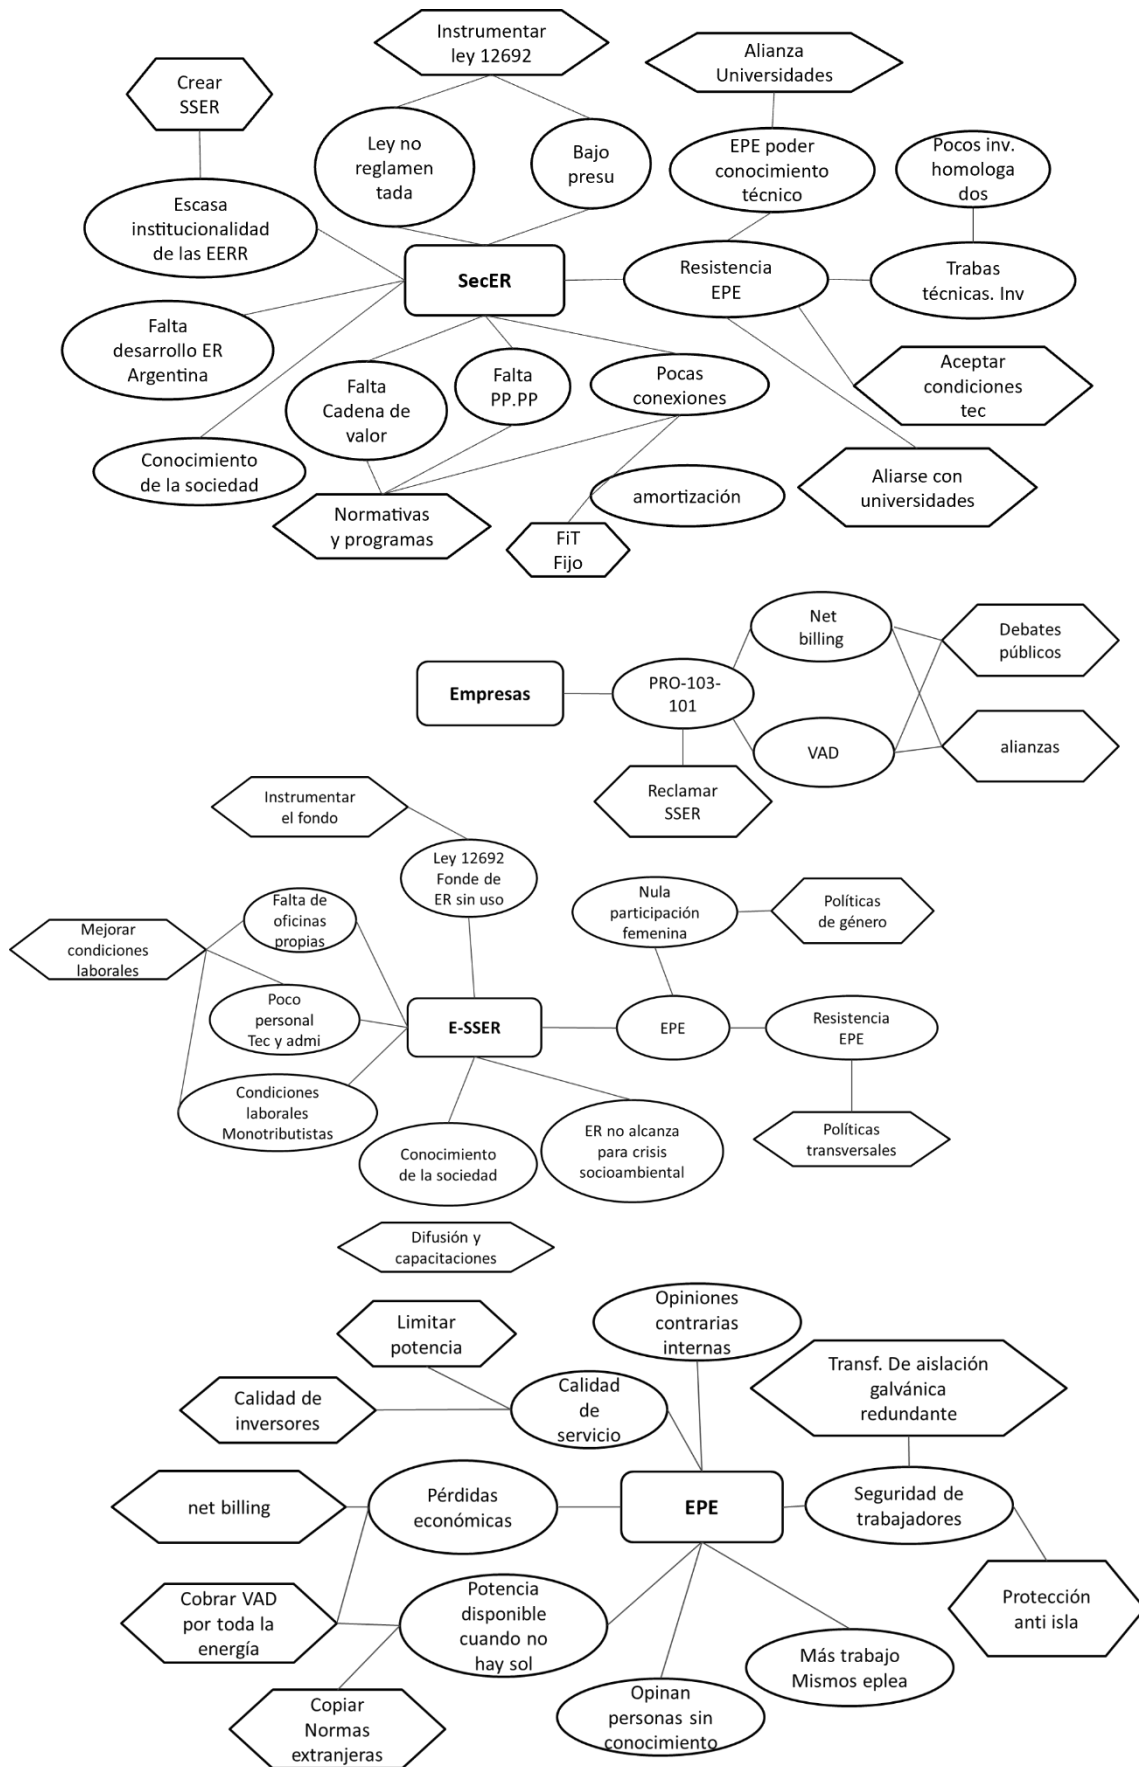 Instrumentar
ley 12692
Alianza
Universidades
Crear
SSER
Ley no
reglamen
tada
Bajo
presu
EPE poder
conocimiento
técnico
Pocos inv.
homologa
dos
Escasa
institucionalidad
de las EERR
SecER
Resistencia
EPE
Trabas
técnicas. Inv
Falta
desarrollo ER
Argentina
Falta
Cadena de
valor
Falta
PP.PP
Pocas
conexiones
Aceptar
condiciones
tec
Conocimiento
de la sociedad
Normativas
y programas
amortización
FiT
Fijo
Aliarse con
universidades
Net
billing
Debates
públicos
Empresas
PRO-103-
101
VAD
alianzas
Reclamar
SSER
Instrumentar
el fondo
Ley 12692
Fonde de
ER sin uso
Falta de
oficinas
propias
Nula
participación
femenina
Políticas
de género
Mejorar
condiciones
laborales
Poco
personal
Tec y admi
E-SSER
EPE
Resistencia
EPE
Condiciones
laborales
Monotributistas
Conocimiento
de la sociedad
ER no alcanza
para crisis
socioambiental
Políticas
transversales
Difusión y
capacitaciones
Limitar
potencia
Opiniones
contrarias
internas
Transf. De aislación
galvánica
redundante
Calidad de
inversores
Calidad
de
servicio
net billing
Pérdidas
económicas
EPE
Seguridad de
trabajadores
Cobrar VAD
por toda la
energía
Potencia
disponible
cuando no
hay sol
Protección
anti isla
Más trabajo
Mismos eplea
Copiar
Normas
extranjeras
Opinan
personas sin
conocimiento